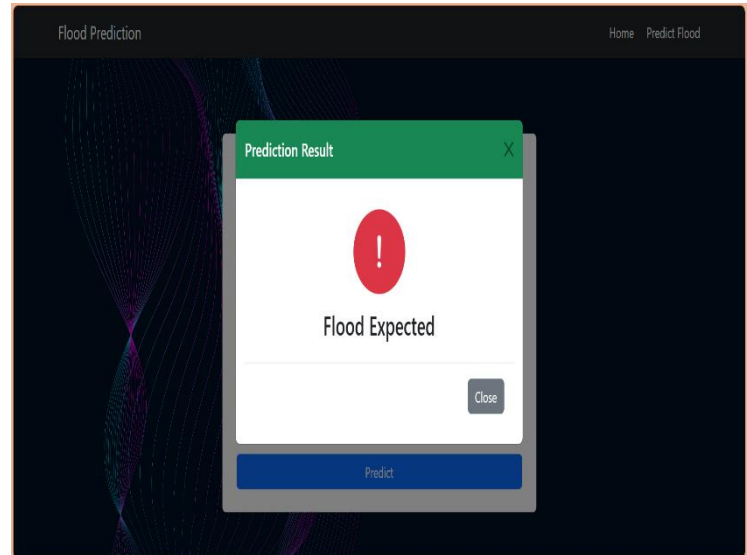 Flood Prediction
Home Predict Flood
Prediction Result X
!
Flood Expected
Close
Predict